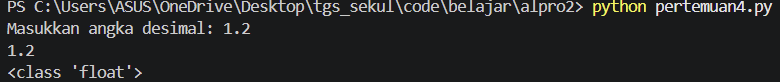 PS C:\Users\ASUS\OneDrive\Desktop\tgs_sekul\code\belajar\alpro2> python pertemuan4.py
Masukkan angka desimal: 1.2
1.2
<class 'float'>